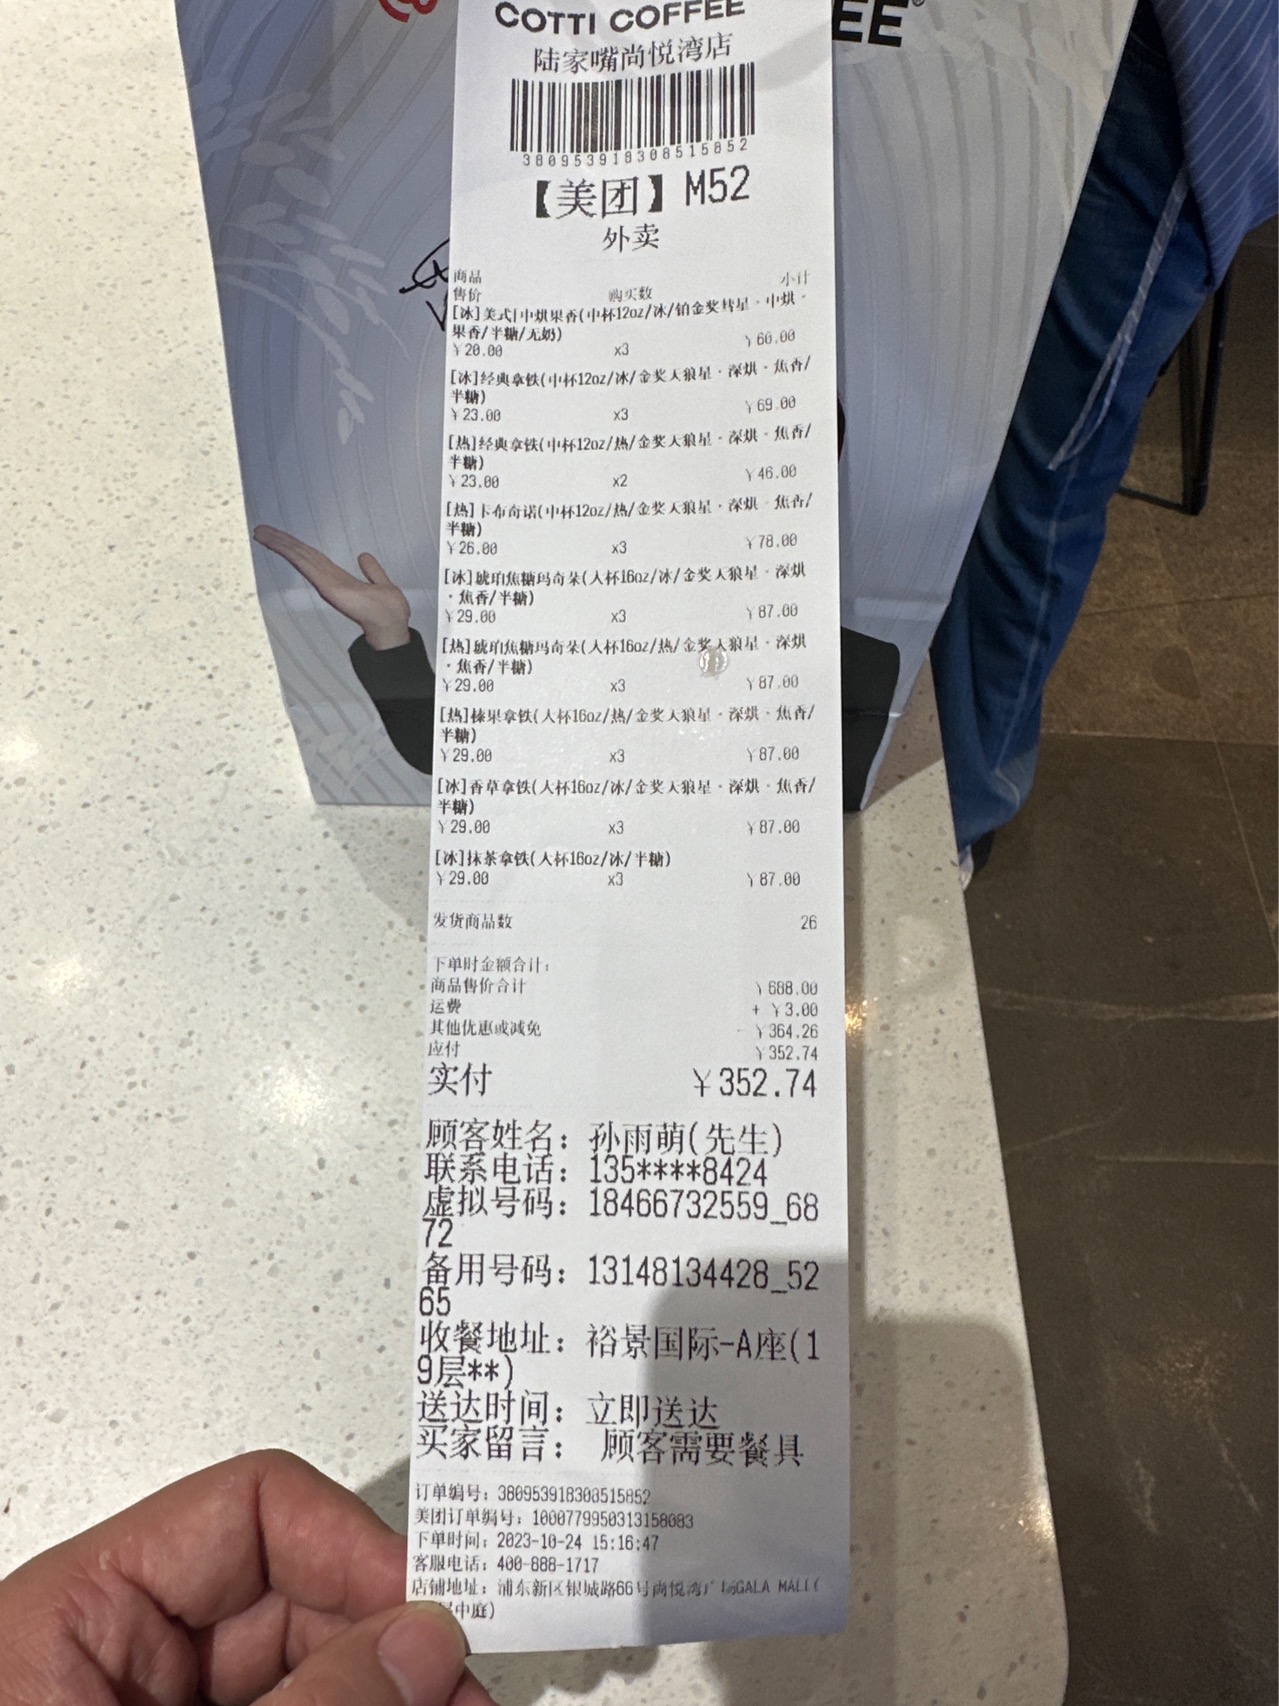 COTTI COFFEE
EE
陆家嘴尚悦湾店
380953918308515852
【美团】M52
外卖
商品 小计
售价 购买数
[冰]美式|中烘果香(中杯12oz/冰/铂金奖彗星·中烘·
果香/半糖/无奶)
￥20.00 x3 ￥60.00
[冰]经典拿铁(中杯12oz/冰/金奖天狼星·深烘·焦香/
半糖)
￥23.00 x3 ￥69.00
[热]经典拿铁(中杯12oz/热/金奖天狼星·深烘·焦香/
半糖)
￥23.00 x2 ￥46.00
[热]卡布奇诺(中杯12oz/热/金奖天狼星·深烘·焦香/
半糖)
￥26.00 x3 ￥78.00
[冰]琥珀焦糖玛奇朵(大杯16oz/冰/金奖天狼星·深烘
·焦香/半糖)
￥29.00 x3 ￥87.00
[热]琥珀焦糖玛奇朵(大杯16oz/热/金奖天狼星·深烘
·焦香/半糖)
￥29.00 x3 ￥87.00
[热]榛果拿铁(大杯16oz/热/金奖天狼星·深烘·焦香/
半糖)
￥29.00 x3 ￥87.00
[冰]香草拿铁(大杯16oz/冰/金奖天狼星·深烘·焦香/
半糖)
￥29.00 x3 ￥87.00
[冰]抹茶拿铁(大杯16oz/冰/半糖)
￥29.00 x3 ￥87.00
发货商品数 26
下单时金额合计：
商品售价合计 ￥688.00
运费 + ￥3.00
其他优惠或减免 - ￥364.26
应付 ￥352.74
实付 ￥352.74
顾客姓名：孙雨萌(先生)
联系电话：135****8424
虚拟号码：18466732559_68
72
备用号码：13148134428_52
65
收餐地址：裕景国际-A座(1
9层**)
送达时间：立即送达
买家留言： 顾客需要餐具
订单编号：380953918308515852
美团订单编号：1000779950313158083
下单时间：2023-10-24 15:16:47
客服电话：400-888-1717
店铺地址：浦东新区银城路66号尚悦湾广场GALA MALL(
层中庭)